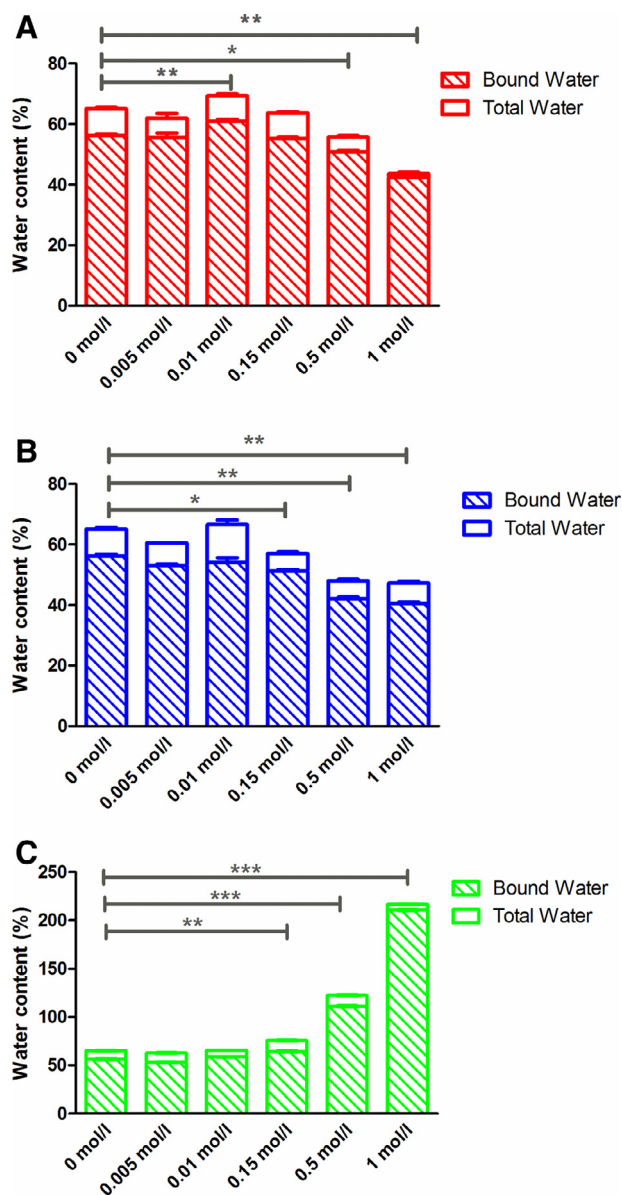 A
**
*
**
80
60
40
20
0
Water content (%)
Bound Water
Total Water
0 mol/l
0.005 mol/l
0.01 mol/l
0.15 mol/l
0.5 mol/l
1 mol/l
B
**
**
*
80
60
40
20
0
Water content (%)
Bound Water
Total Water
0 mol/l
0.005 mol/l
0.01 mol/l
0.15 mol/l
0.5 mol/l
1 mol/l
C
***
***
**
250
200
150
100
50
0
Water content (%)
Bound Water
Total Water
0 mol/l
0.005 mol/l
0.01 mol/l
0.15 mol/l
0.5 mol/l
1 mol/l